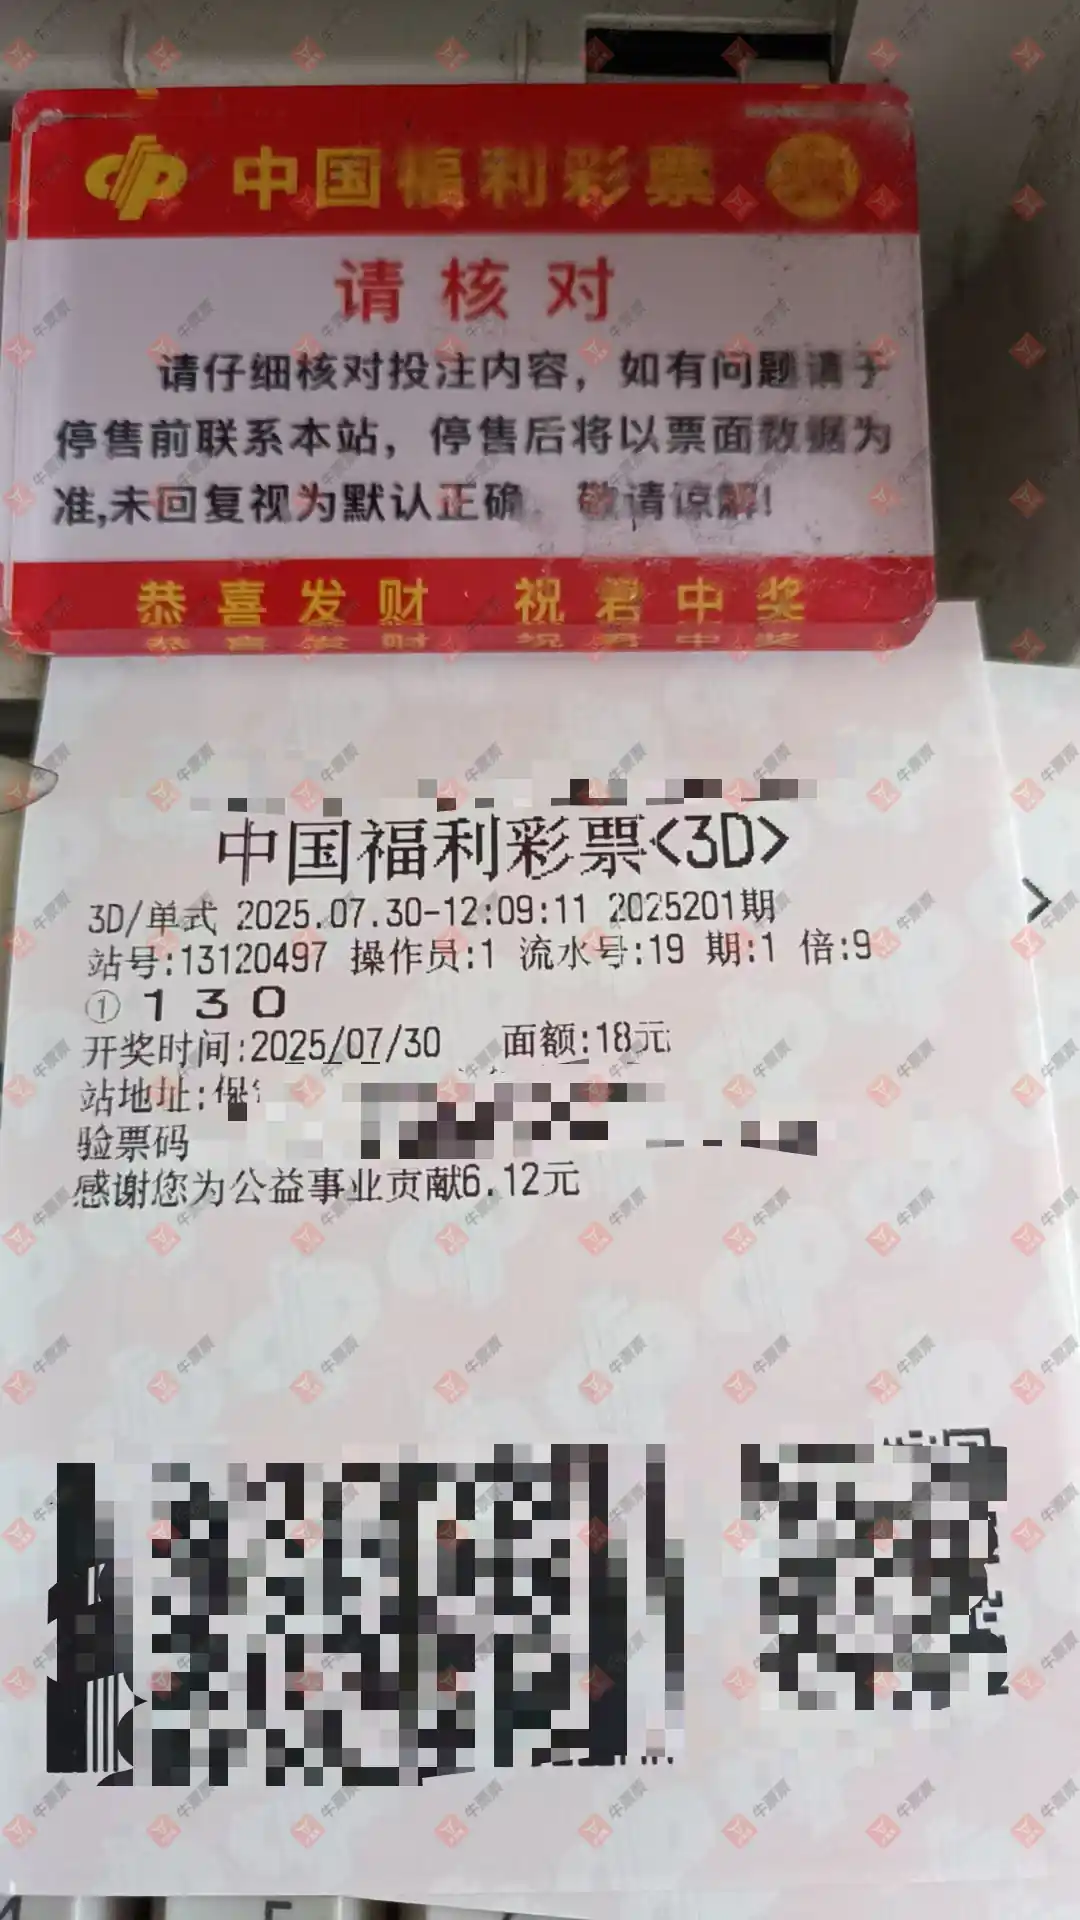 中国福利彩票
请核对
请仔细核对投注内容，如有问题请于
停售前联系本站，停售后将以票面数据为
准,未回复视为默认正确。敬请谅解!
恭喜发财 祝君中奖
中国福利彩票<3D>
3D/单式 2025.07.30-12:09:11 2025201期
站号:13120497 操作员:1 流水号:19 期:1 倍:9
① 1 3 0
开奖时间:2025/07/30 面额:18元
站地址:保
验票码
感谢您为公益事业贡献6.12元
牛票票